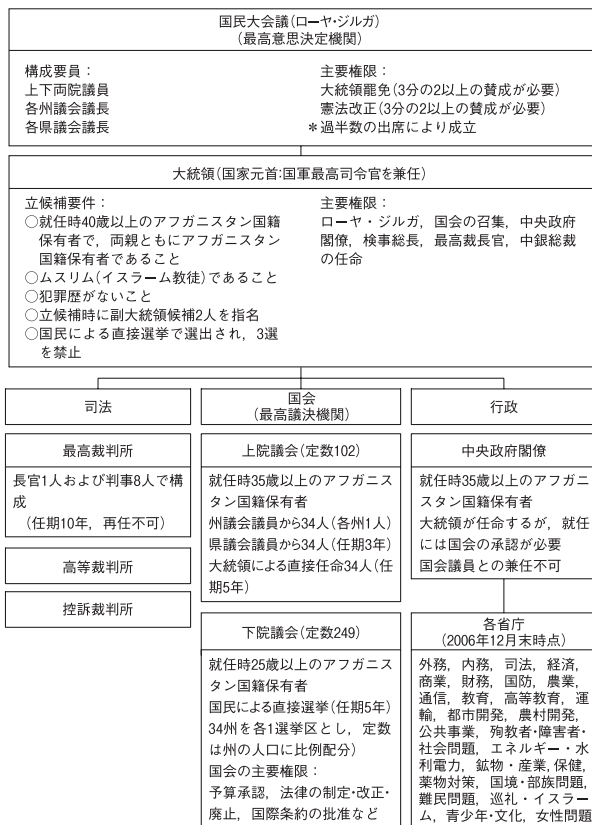 国民大会議(ローヤ・ジルガ)
(最高意思決定機関)
構成要員：
上下両院議員
各州議会議長
各県議会議長
主要権限：
大統領罷免(3分の2以上の賛成が必要)
憲法改正(3分の2以上の賛成が必要)
＊過半数の出席により成立
大統領(国家元首:国軍最高司令官を兼任)
立候補要件：
○就任時40歳以上のアフガニスタン国籍
保有者で，両親ともにアフガニスタン
国籍保有者であること
○ムスリム(イスラーム教徒)であること
○犯罪歴がないこと
○立候補時に副大統領候補2人を指名
○国民による直接選挙で選出され，3選
を禁止
主要権限：
ローヤ・ジルガ，国会の召集，中央政府
閣僚，検事総長，最高裁長官，中銀総裁
の任命
司法
最高裁判所
長官1人および判事8人で構
成
(任期10年，再任不可)
高等裁判所
控訴裁判所
国会
(最高議決機関)
上院議会(定数102)
就任時35歳以上のアフガニス
タン国籍保有者
州議会議員から34人(各州1人)
県議会議員から34人(任期3年)
大統領による直接任命34人(任
期5年)
下院議会(定数249)
就任時25歳以上のアフガニス
タン国籍保有者
国民による直接選挙(任期5年)
34州を各1選挙区とし，定数
は州の人口に比例配分)
国会の主要権限：
予算承認，法律の制定・改正・
廃止，国際条約の批准など
行政
中央政府閣僚
就任時35歳以上のアフガニ
スタン国籍保有者
大統領が任命するが，就任
には国会の承認が必要
国会議員との兼任不可
各省庁
(2006年12月末時点)
外務，内務，司法，経済，
商業，財務，国防，農業，
通信，教育，高等教育，運
輸，都市開発，農村開発，
公共事業，殉教者・障害者・
社会問題，エネルギー・水
利電力，鉱物・産業，保健，
薬物対策，国境・部族問題，
難民問題，巡礼・イスラー
ム，青少年・文化，女性問題